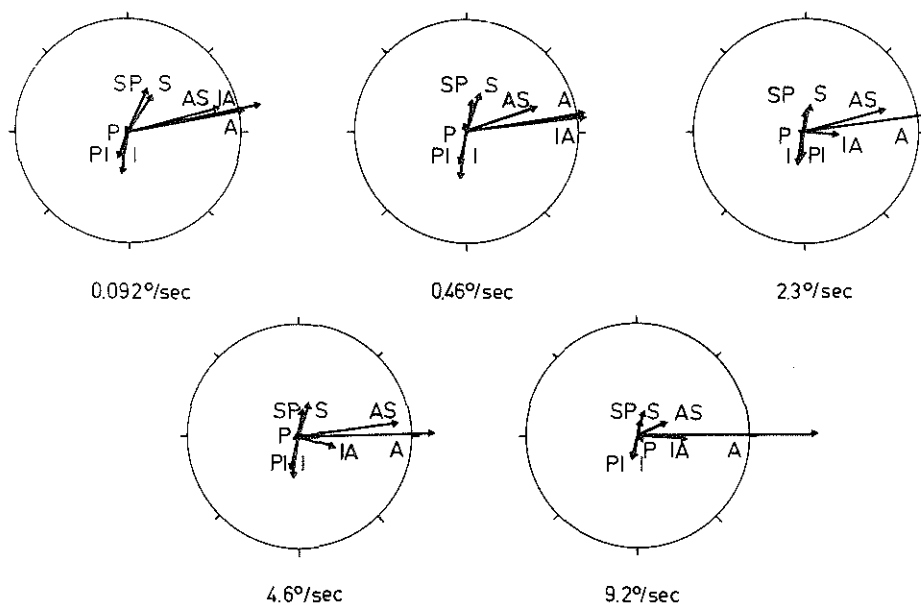 SP S
AS IA
P
A
PI I
0.092°/sec
S
SP
AS A
P
IA
PI I
0.46°/sec
SP S
AS
P
IA A
I PI
2.3°/sec
SP S
AS
P
IA A
PI I
4.6°/sec
SP S AS
P IA A
PI I
9.2°/sec